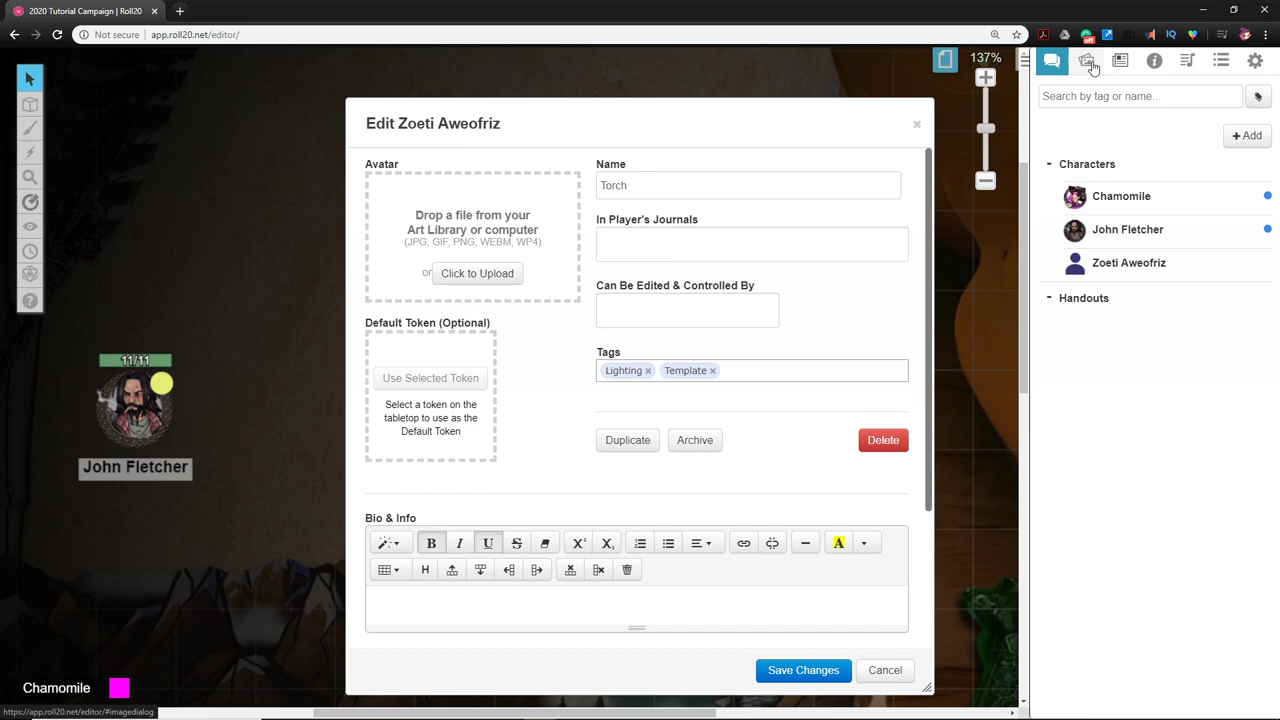 2020 Tutorial Campaign | Roll20
Not secure | app.roll20.net/editor/
off
137%
Search by tag or name...
+ Add
- Characters
Chamomile
John Fletcher
Zoeti Aweofriz
- Handouts
Edit Zoeti Aweofriz
Avatar
Drop a file from your
Art Library or computer
(JPG, GIF, PNG, WEBM, WP4)
or Click to Upload
Default Token (Optional)
Use Selected Token
Select a token on the
tabletop to use as the
Default Token
Name
Torch
In Player's Journals
Can Be Edited & Controlled By
Tags
Lighting Template
Duplicate Archive Delete
Bio & Info
B I U S X² X₂ A
H
Save Changes Cancel
11/11
John Fletcher
Chamomile
https://app.roll20.net/editor/#imagedialog